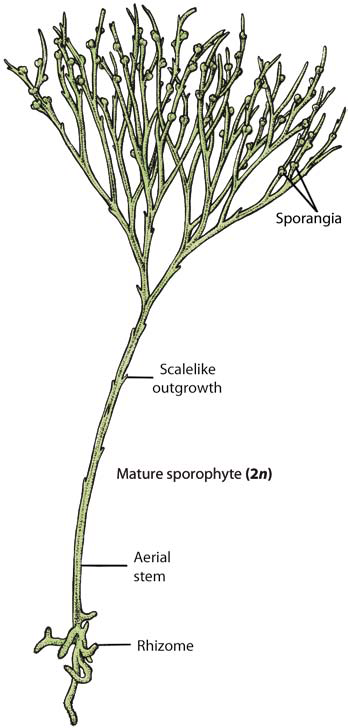 Sporangia
Scalelike
outgrowth
Mature sporophyte (2n)
Aerial
stem
Rhizome